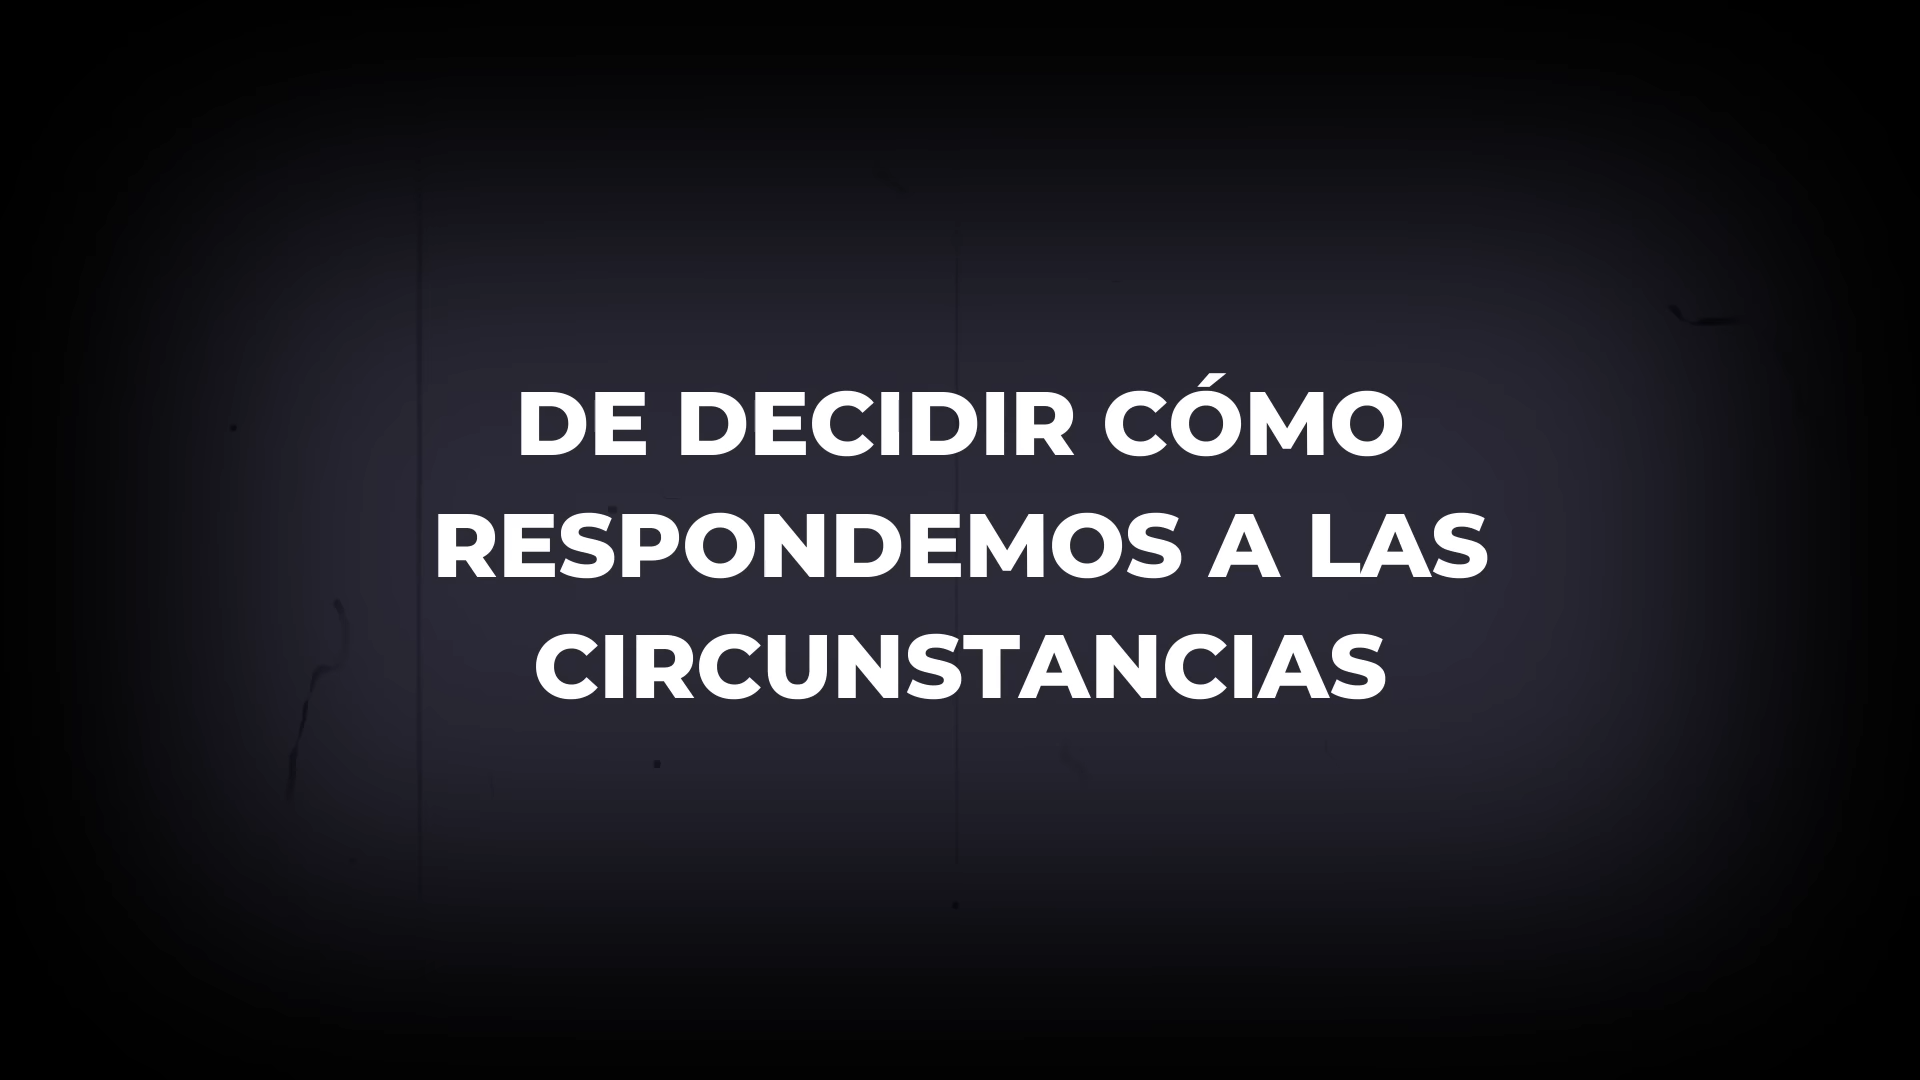 DE DECIDIR CÓMO
RESPONDEMOS A LAS
CIRCUNSTANCIAS